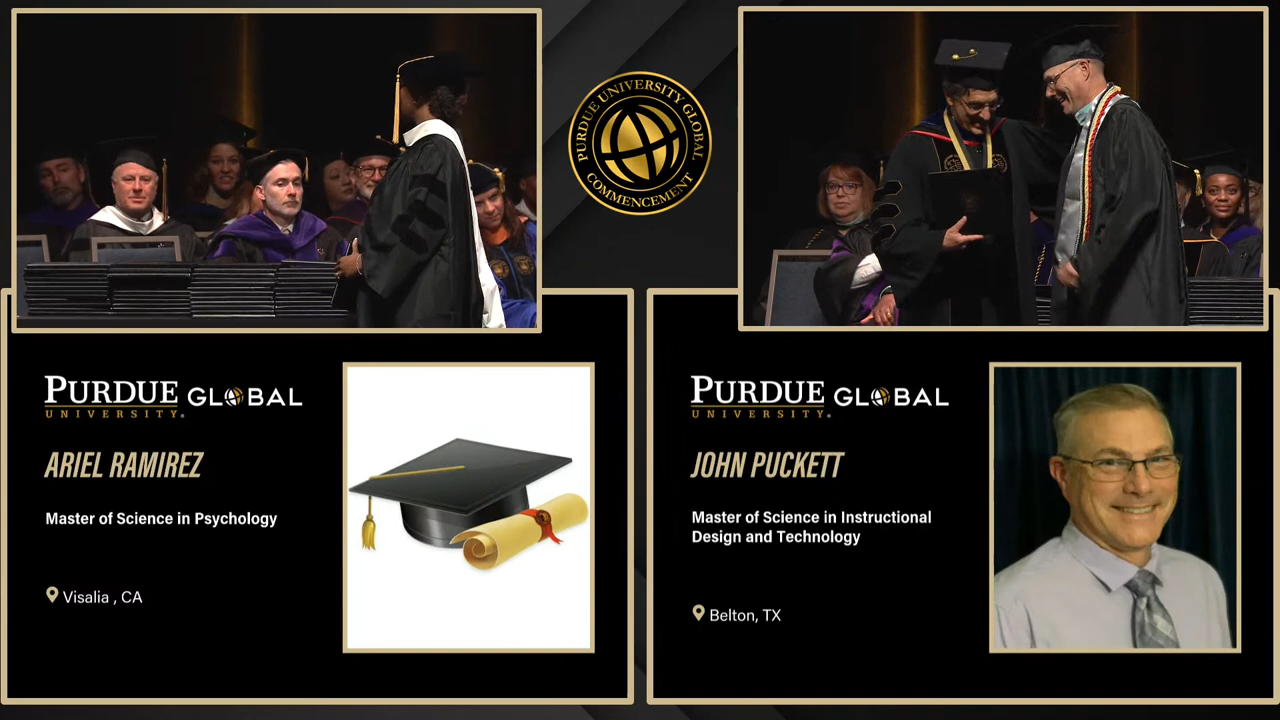 PURDUE UNIVERSITY GLOBAL
COMMENCEMENT
PURDUE GLOBAL
UNIVERSITY®
ARIEL RAMIREZ
Master of Science in Psychology
Visalia , CA
PURDUE GLOBAL
UNIVERSITY®
JOHN PUCKETT
Master of Science in Instructional
Design and Technology
Belton, TX